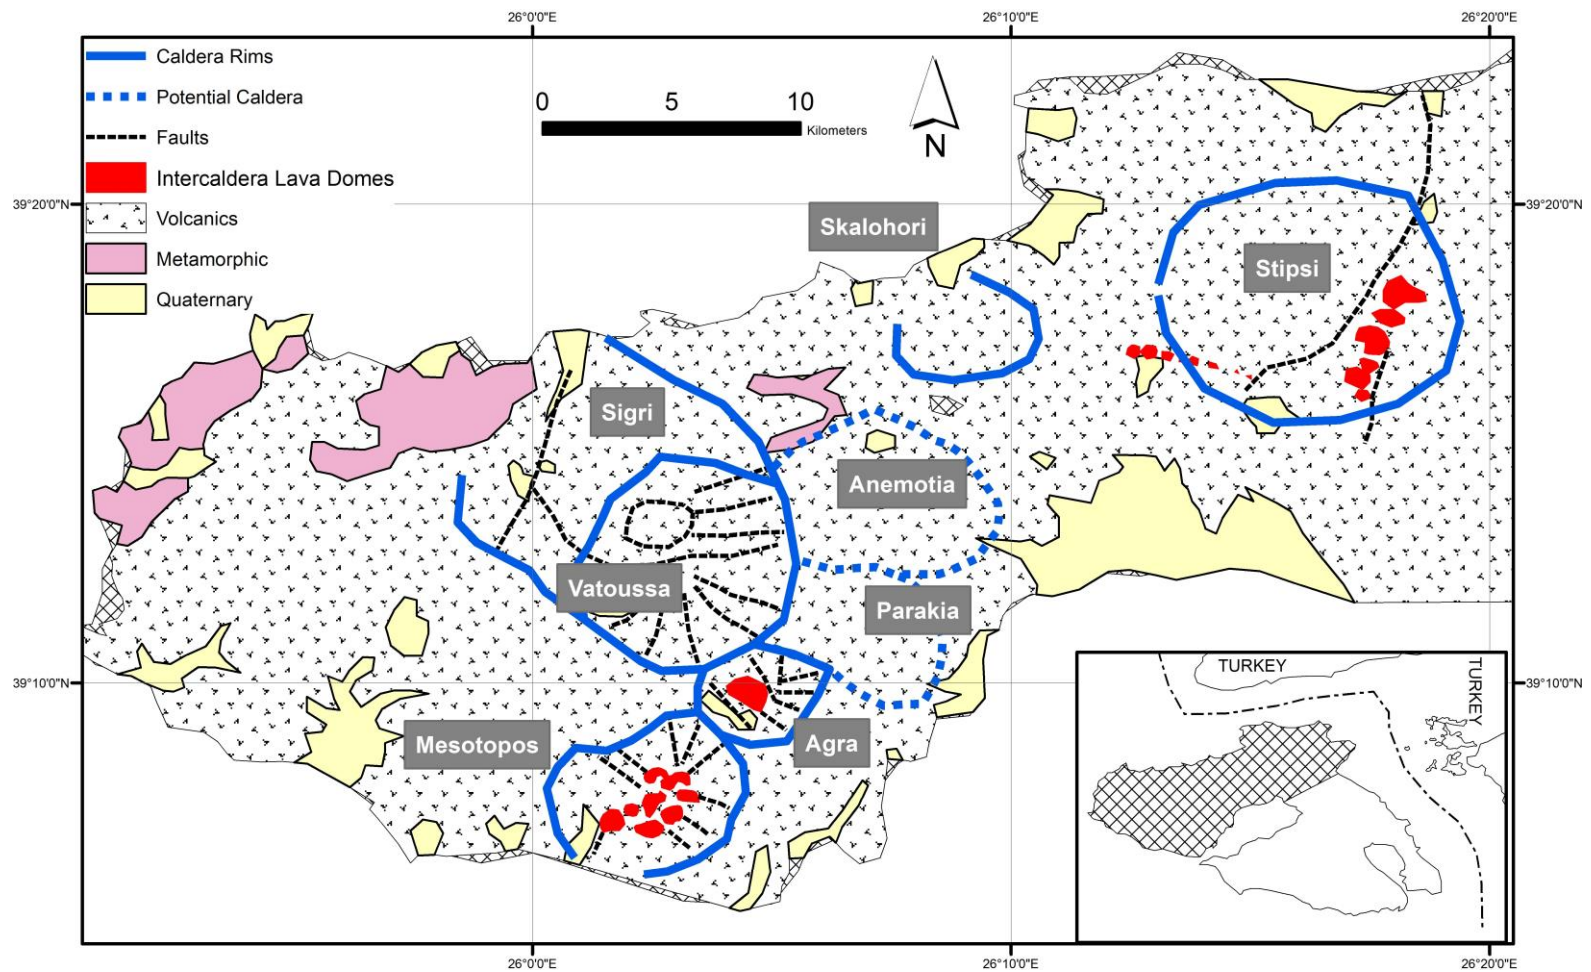 26°0'0"E 26°10'0"E 26°20'0"E
Caldera Rims
Potential Caldera
Faults
Intercaldera Lava Domes
Volcanics
Metamorphic
Quaternary
0 5 10
Kilometers
N
39°20'0"N 39°20'0"N
Skalohori
Stipsi
Sigri
Anemotia
Vatoussa
Parakia
39°10'0"N 39°10'0"N
Mesotopos
Agra
TURKEY
TURKEY
26°0'0"E 26°10'0"E 26°20'0"E